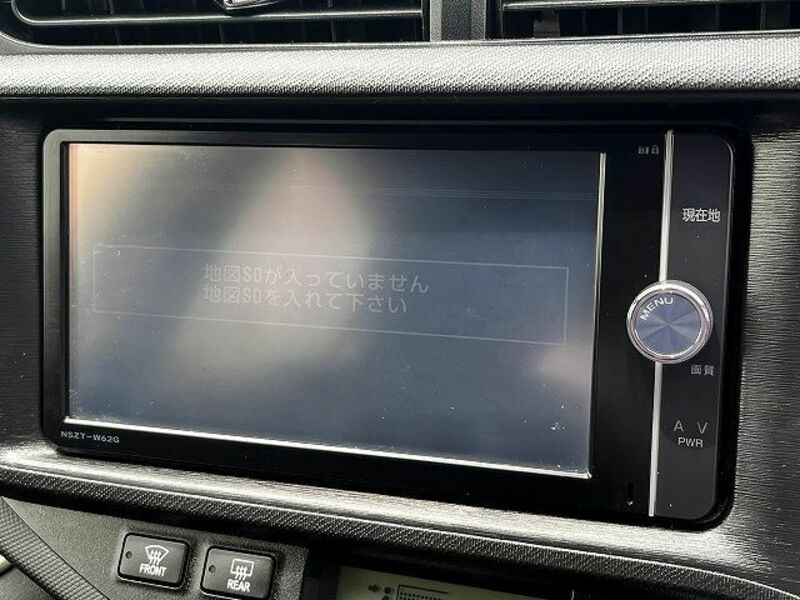 現在地
地図SDが入っていません
地図SDを入れて下さい
MENU
画質
AV
PWR
NSZT-W62G
FRONT
REAR